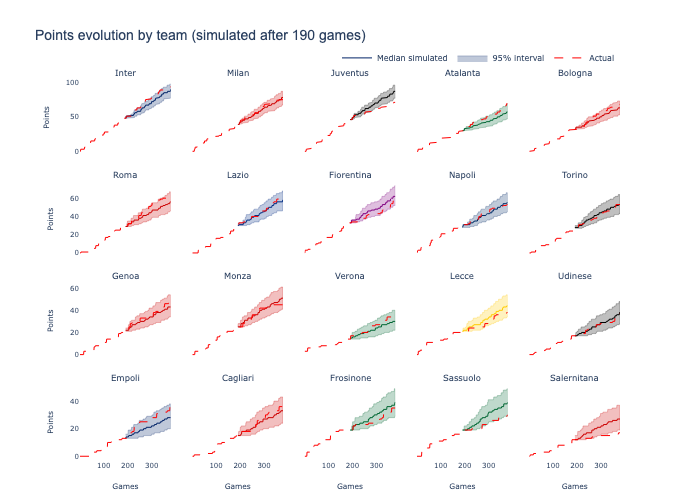 Points evolution by team (simulated after 190 games)
Median simulated 95% interval Actual
Inter Milan Juventus Atalanta Bologna
100
50
0
Points
Roma Lazio Fiorentina Napoli Torino
60
40
20
0
Points
Genoa Monza Verona Lecce Udinese
60
40
20
0
Points
Empoli Cagliari Frosinone Sassuolo Salernitana
40
20
0
Points
100 200 300 100 200 300 100 200 300 100 200 300 100 200 300
Games Games Games Games Games